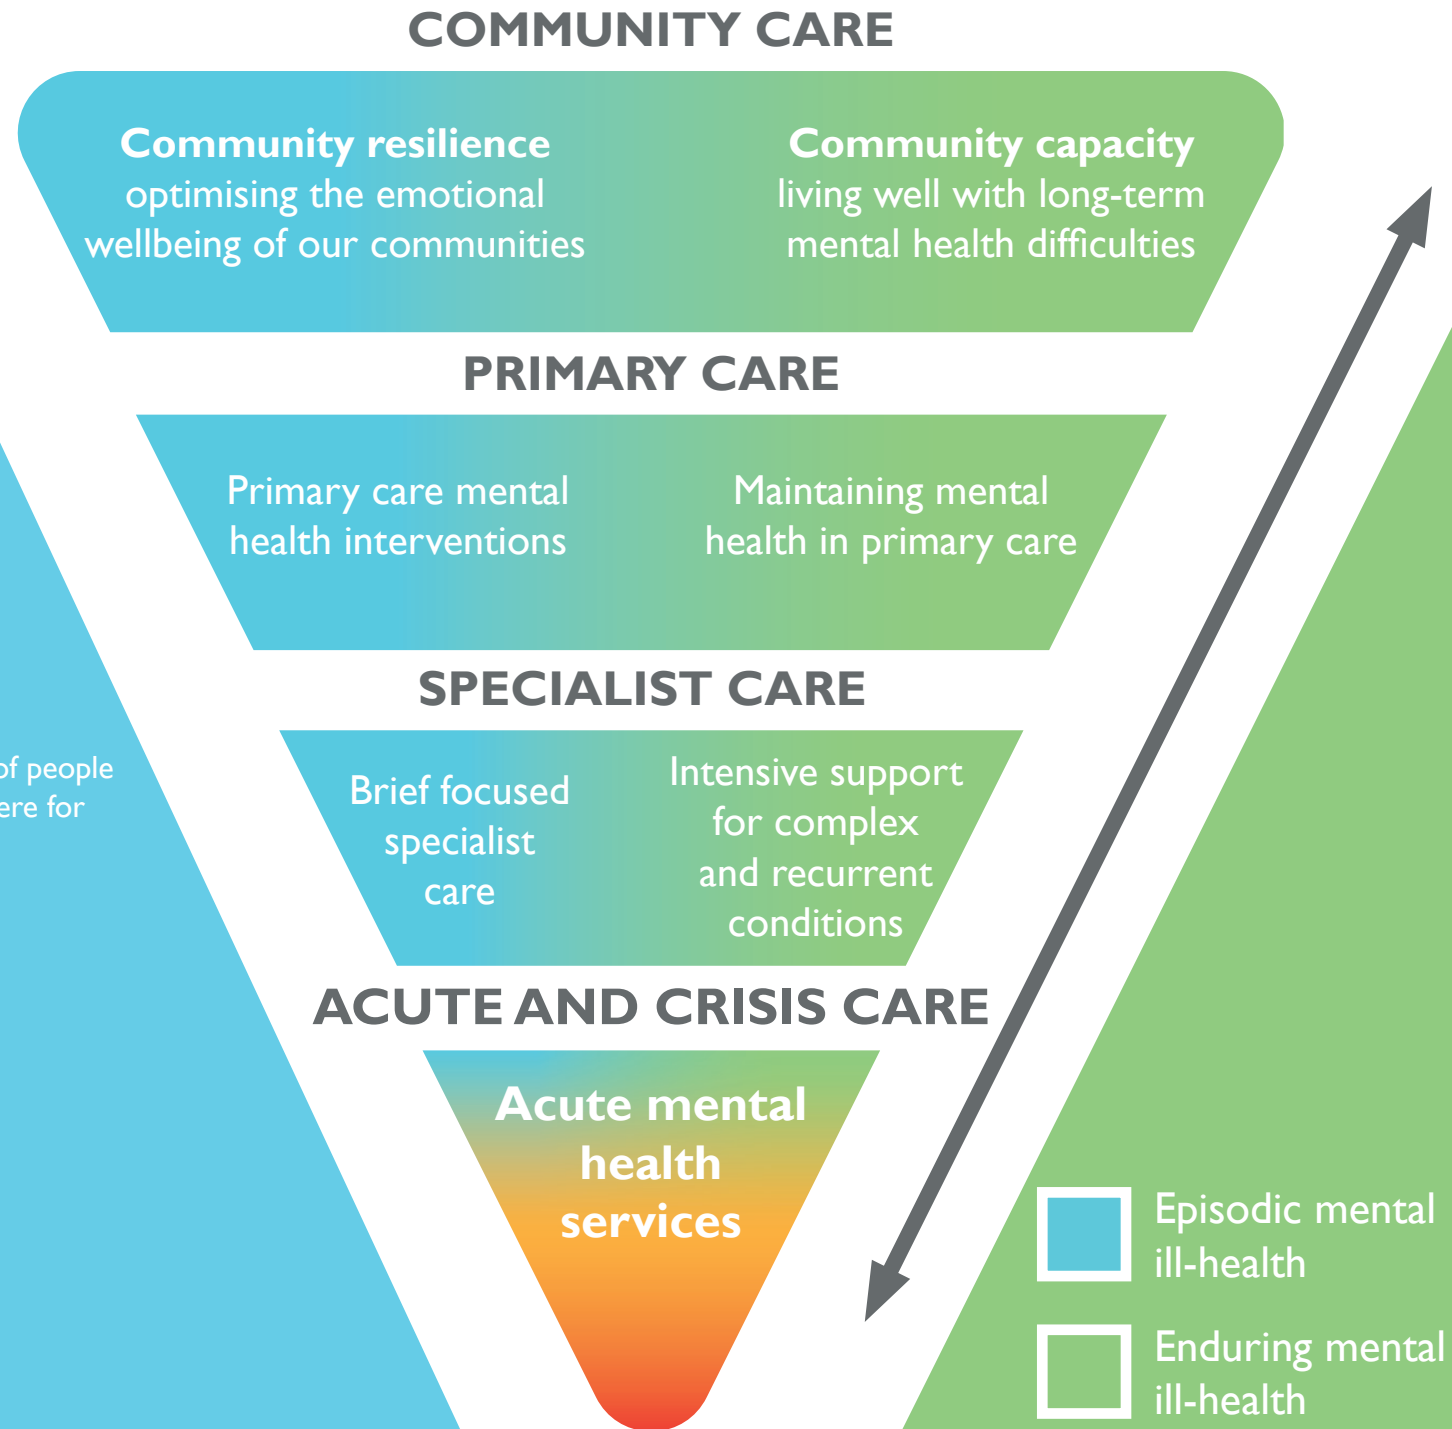 COMMUNITY CARE
Community resilience
optimising the emotional
wellbeing of our communities
Community capacity
living well with long-term
mental health difficulties
PRIMARY CARE
Primary care mental
health interventions
Maintaining mental
health in primary care
SPECIALIST CARE
of people
ere for
Brief focused
specialist
care
Intensive support
for complex
and recurrent
conditions
ACUTE AND CRISIS CARE
Acute mental
health
services
Episodic mental
ill-health
Enduring mental
ill-health